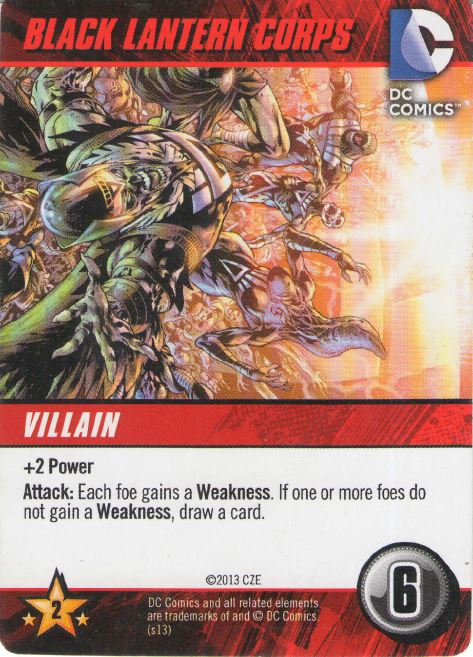 BLACK LANTERN CORPS
DC
COMICS™
VILLAIN
+2 Power
Attack: Each foe gains a Weakness. If one or more foes do
not gain a Weakness, draw a card.
©2013 CZE
2
DC Comics and all related elements
are trademarks of and © DC Comics.
(s13)
6